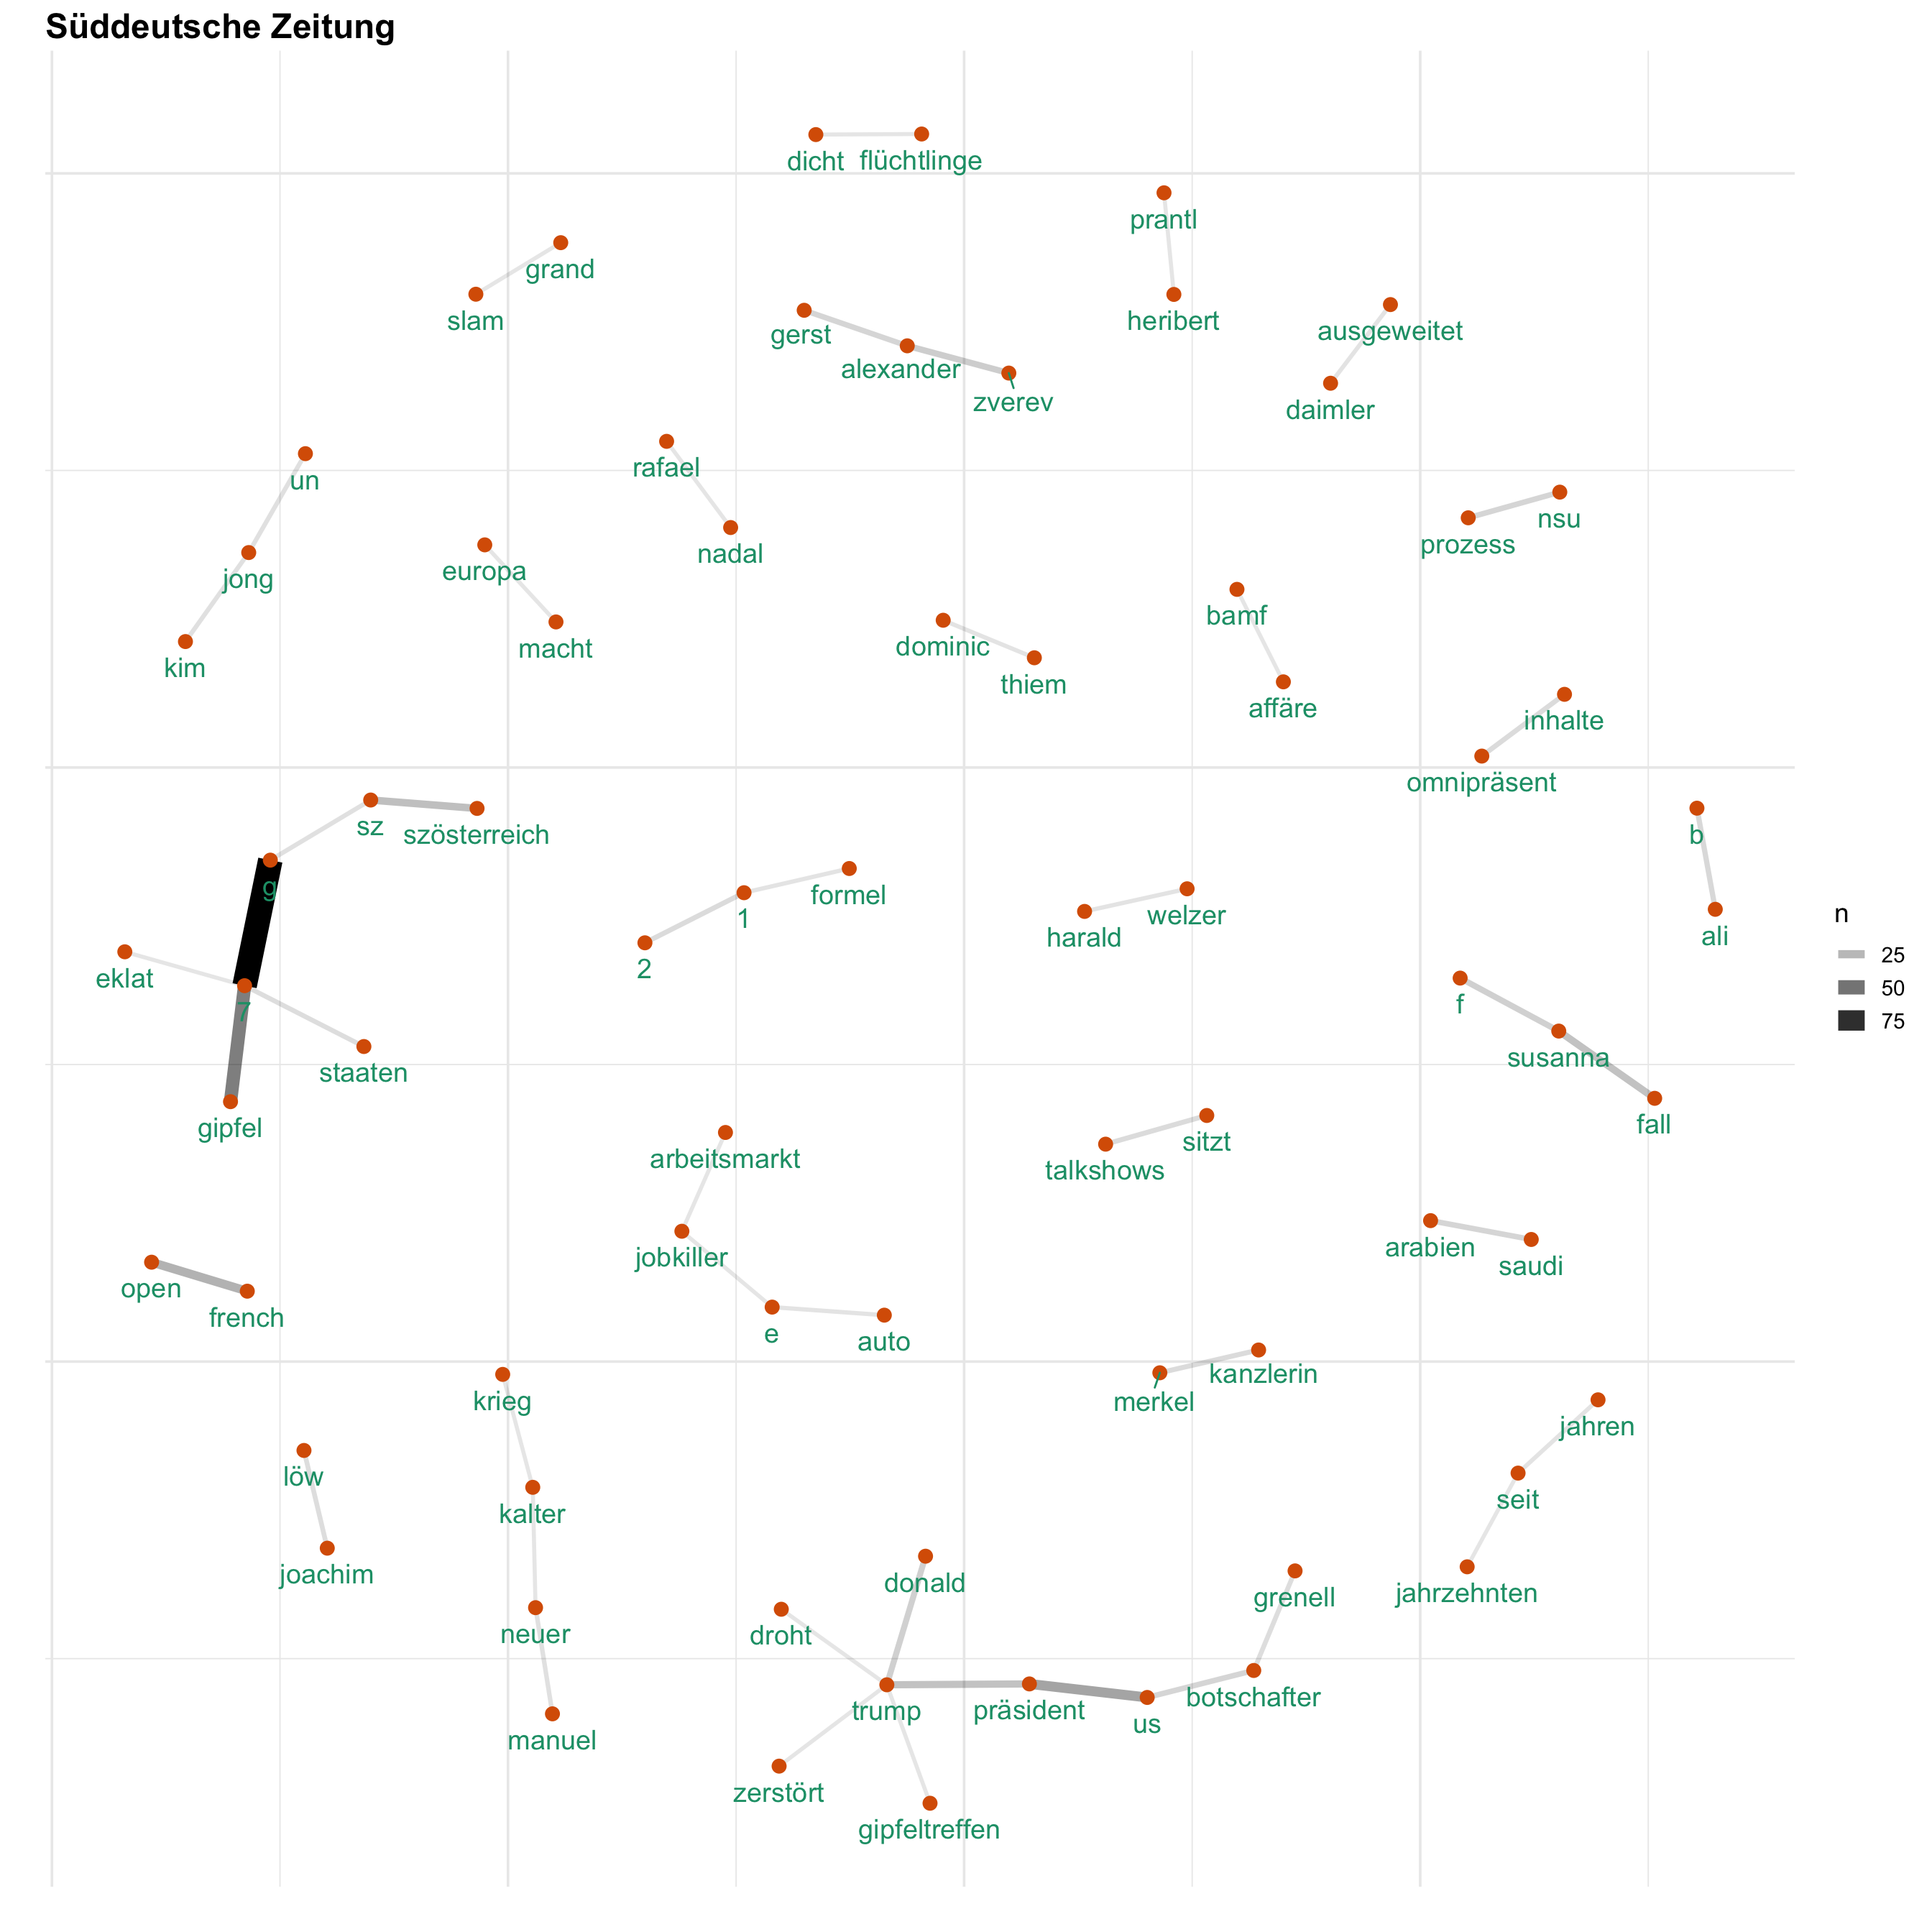 Süddeutsche Zeitung
dicht flüchtlinge
prantl
grand
slam
heribert
gerst
ausgeweitet
alexander
zverev
daimler
rafael
un
nsu
prozess
nadal
europa
jong
bamf
dominic
macht
kim
thiem
affäre
inhalte
omnipräsent
sz
szösterreich
b
g
formel
1
welzer
harald
ali
2
eklat
7
f
susanna
staaten
fall
gipfel
sitzt
arbeitsmarkt
talkshows
arabien
jobkiller
saudi
open
french
e
auto
kanzlerin
krieg
merkel
jahren
löw
seit
kalter
joachim
donald
jahrzehnten
grenell
neuer
droht
botschafter
trump
präsident
us
manuel
zerstört
gipfeltreffen
n
25
50
75